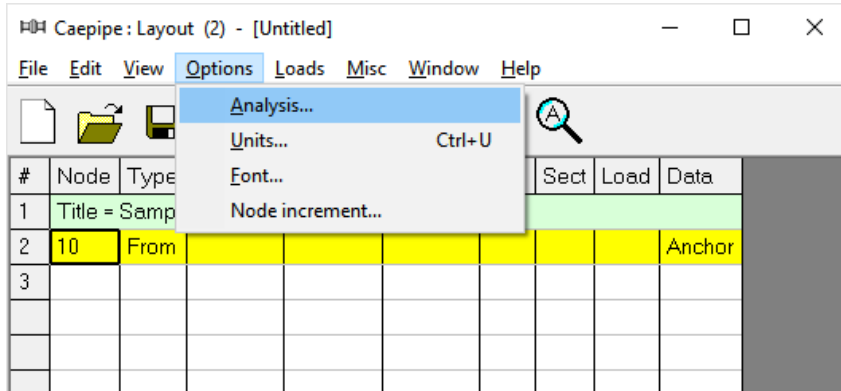 Caepipe : Layout (2) - [Untitled]
File Edit View Options Loads Misc Window Help
Analysis...
Units... Ctrl+U
Font...
Node increment...
A
# Node Type Sect Load Data
1 Title = Samp
2 10 From Anchor
3